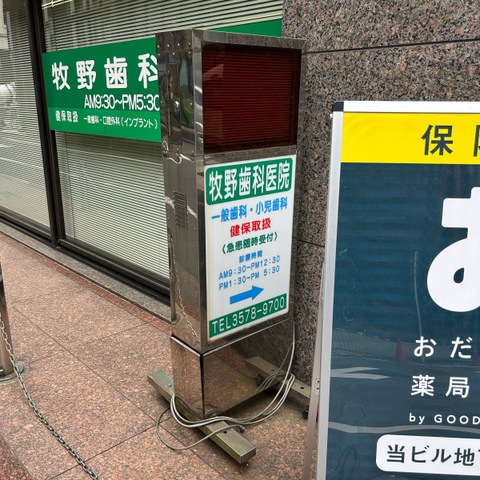 牧野歯科
AM9:30~PM5:30
健保取扱 一般歯科・口腔外科(インプラント)
牧野歯科医院
一般歯科・小児歯科
健保取扱
〈急患随時受付〉
診療時間
AM9:30-PM12:30
PM1:30-PM 5:30
TEL3578-9700
保
お
おだ
薬局
by GOOD
当ビル地